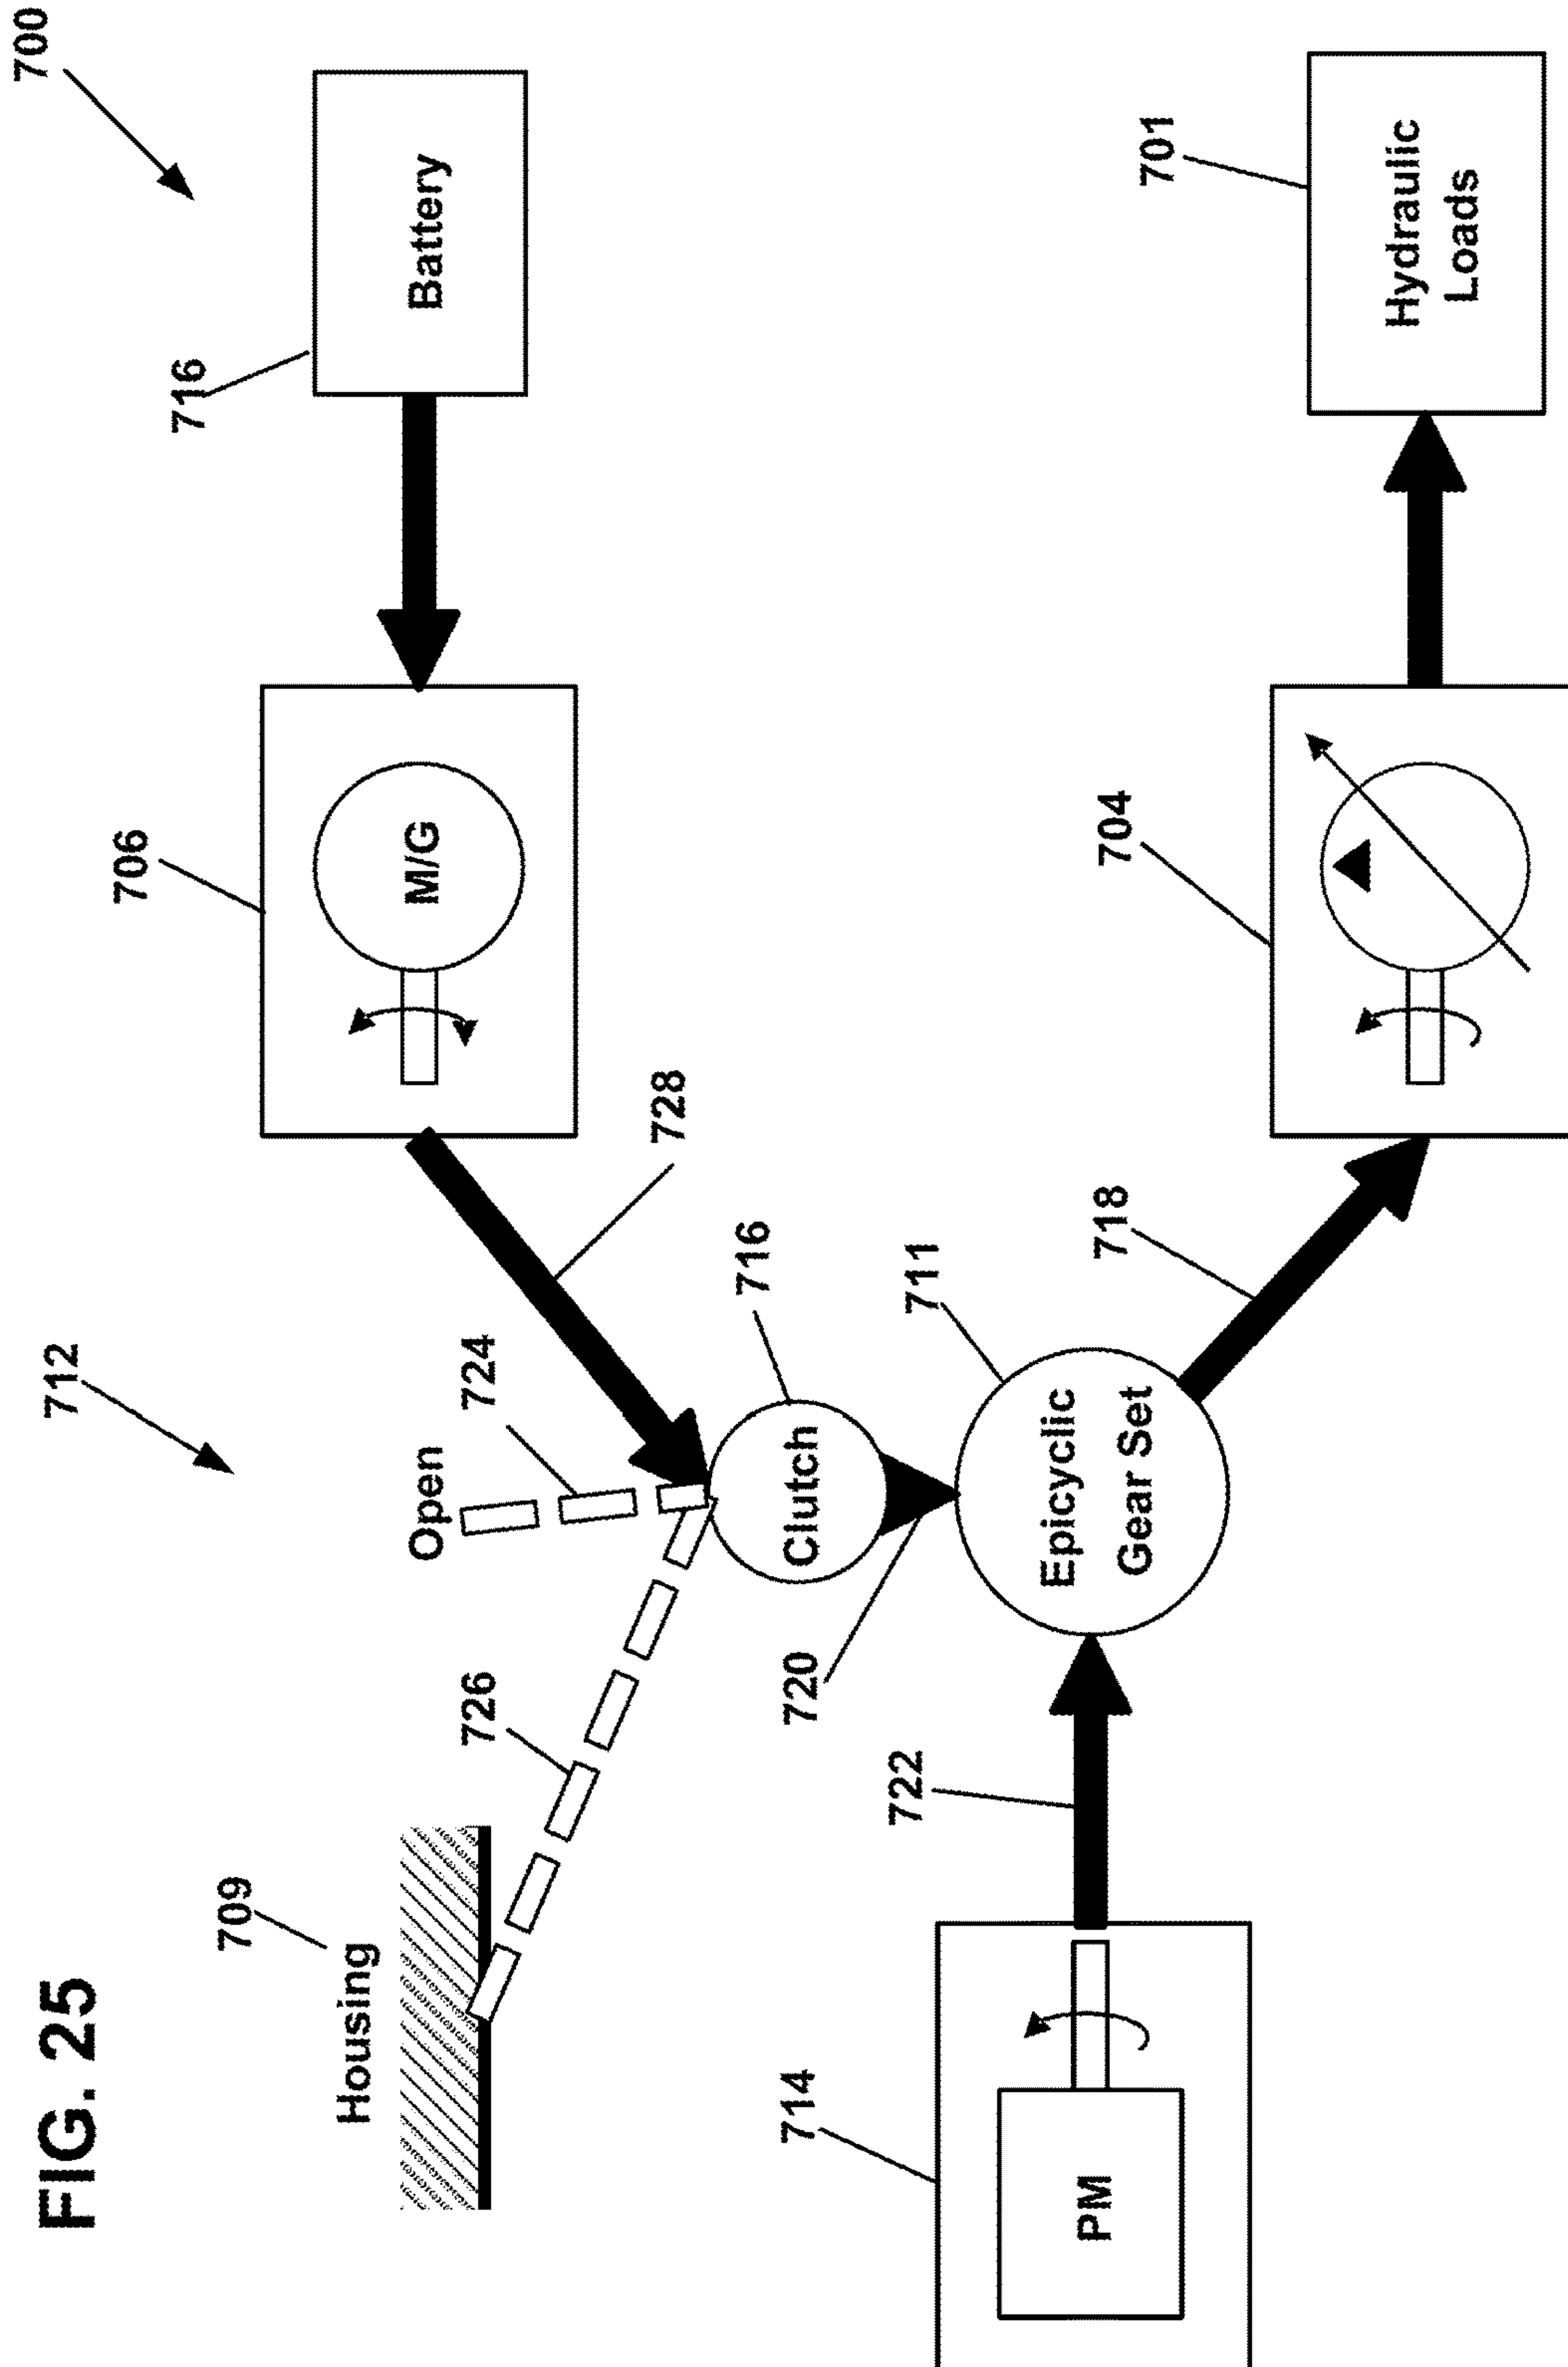 FIG. 25
700
712
Housing
709
Open
726
724
728
706
M/G
716
Battery
Clutch
716
720
722
711
Epicyclic
Gear Set
718
714
PM
704
701
Hydraulic
Loads